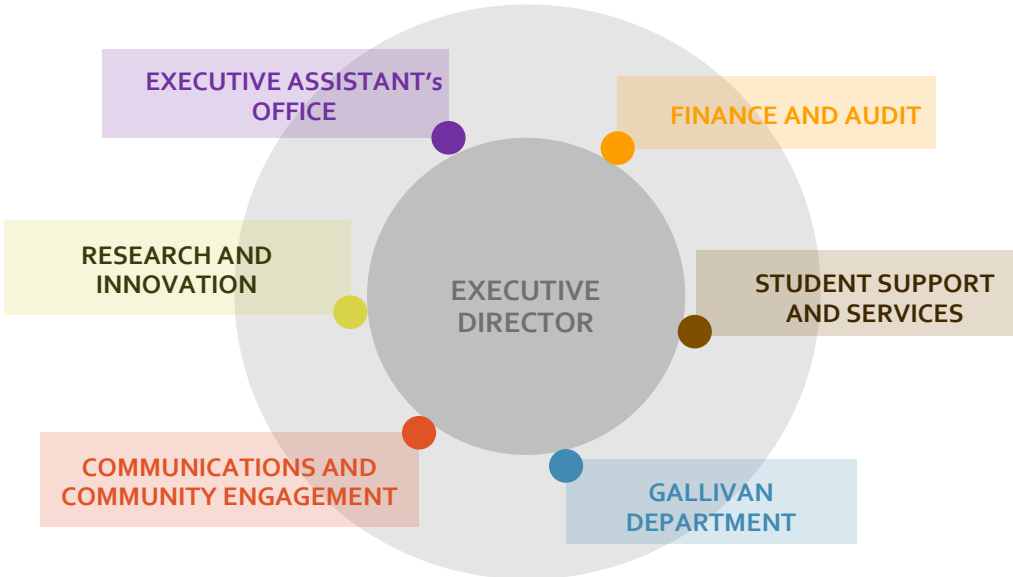 EXECUTIVE ASSISTANT's
OFFICE
FINANCE AND AUDIT
RESEARCH AND
INNOVATION
EXECUTIVE
DIRECTOR
STUDENT SUPPORT
AND SERVICES
COMMUNICATIONS AND
COMMUNITY ENGAGEMENT
GALLIVAN
DEPARTMENT